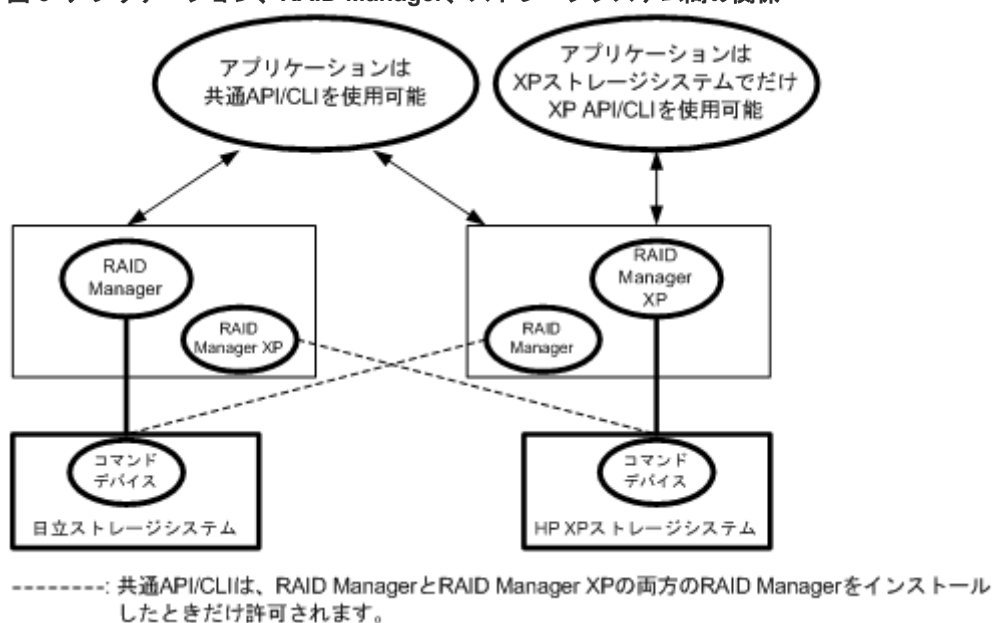 アプリケーションは
共通API/CLIを使用可能
アプリケーションは
XPストレージシステムでだけ
XP API/CLIを使用可能
RAID
Manager
RAID
Manager XP
RAID
Manager
XP
RAID
Manager
コマンド
デバイス
日立ストレージシステム
コマンド
デバイス
HP XPストレージシステム
---------: 共通API/CLIは、RAID ManagerとRAID Manager XPの両方のRAID Managerをインストール
したときだけ許可されます。